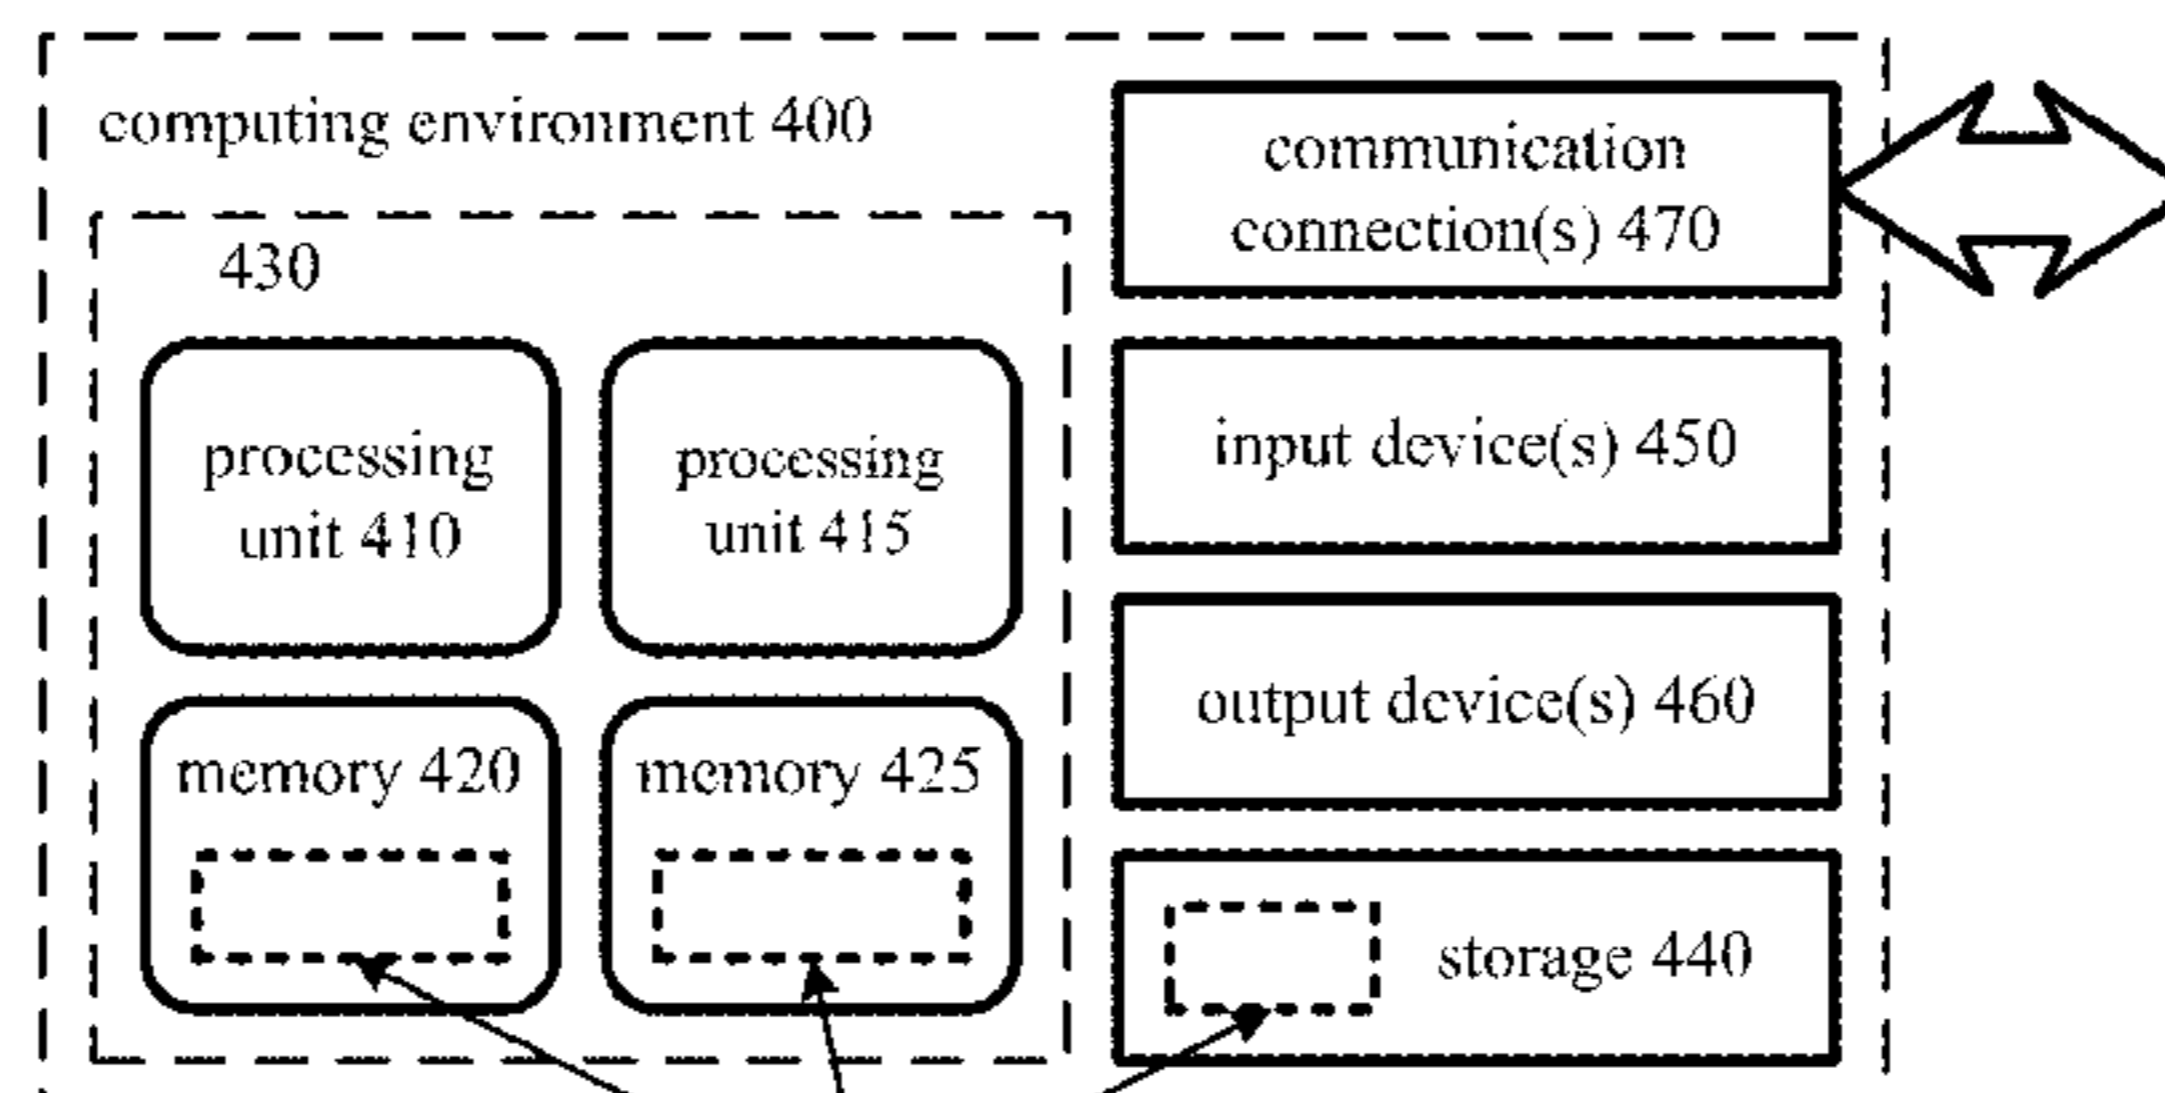 computing environment 400
430
processing
unit 410
processing
unit 415
memory 420
memory 425
communication
connection(s) 470
input device(s) 450
output device(s) 460
storage 440